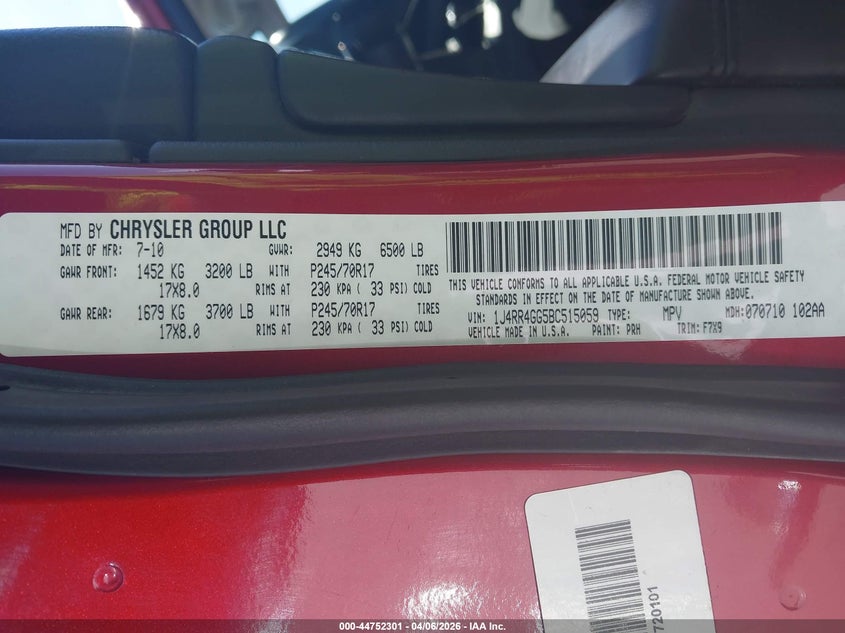 MFD BY CHRYSLER GROUP LLC
DATE OF MFR: 7-10 GVWR: 2949 KG 6500 LB
GAWR FRONT: 1452 KG 3200 LB WITH P245/70R17 TIRES
17X8.0 RIMS AT 230 KPA ( 33 PSI) COLD
GAWR REAR: 1679 KG 3700 LB WITH P245/70R17 TIRES
17X8.0 RIMS AT 230 KPA ( 33 PSI) COLD
THIS VEHICLE CONFORMS TO ALL APPLICABLE U.S.A. FEDERAL MOTOR VEHICLE SAFETY
STANDARDS IN EFFECT ON THE DATE OF MANUFACTURE SHOWN ABOVE.
VIN: 1J4RR4GG5BC515059 TYPE: MPV MDH: 070710 102AA
VEHICLE MADE IN U.S.A. PAINT: PRH TRIM: F7X9
720101
000-44752301 - 04/06/2026 - IAA Inc.